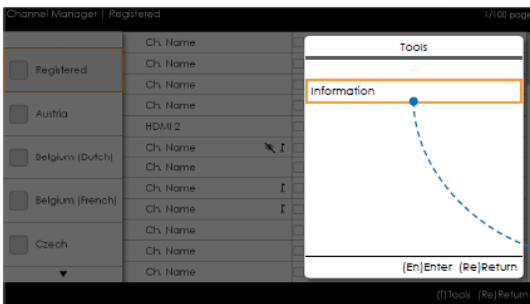 Channel Manager | Registered
1/100 page
Registered
Austria
Belgium (Dutch)
Belgium (French)
Czech
Ch. Name
Ch. Name
Ch. Name
Ch. Name
HDMI 2
Ch. Name
Ch. Name
Ch. Name
Ch. Name
Ch. Name
Ch. Name
Ch. Name
Tools
Information
(En)Enter (Re)Return
(T)Tools (Re)Return